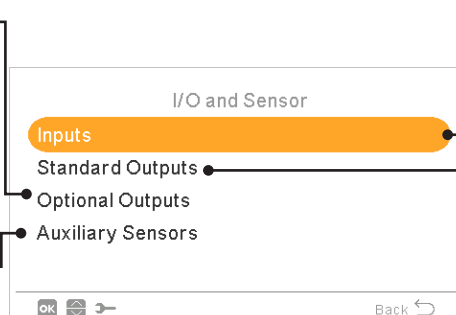 I/O and Sensor
Inputs
Standard Outputs
Optional Outputs
Auxiliary Sensors
OK Back